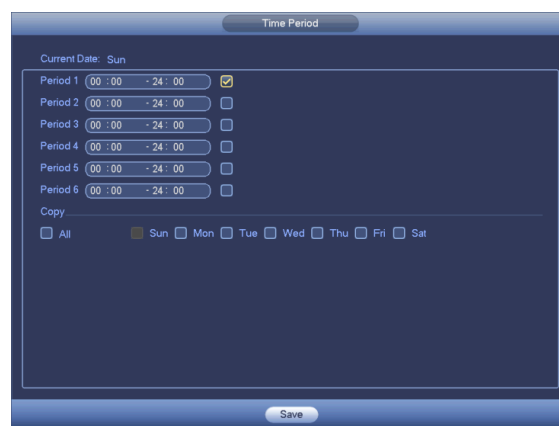 Time Period
Current Date: Sun
Period 1 00 :00 - 24 : 00
Period 2 00 :00 - 24 : 00
Period 3 00 :00 - 24 : 00
Period 4 00 :00 - 24 : 00
Period 5 00 :00 - 24 : 00
Period 6 00 :00 - 24 : 00
Copy
All Sun Mon Tue Wed Thu Fri Sat
Save